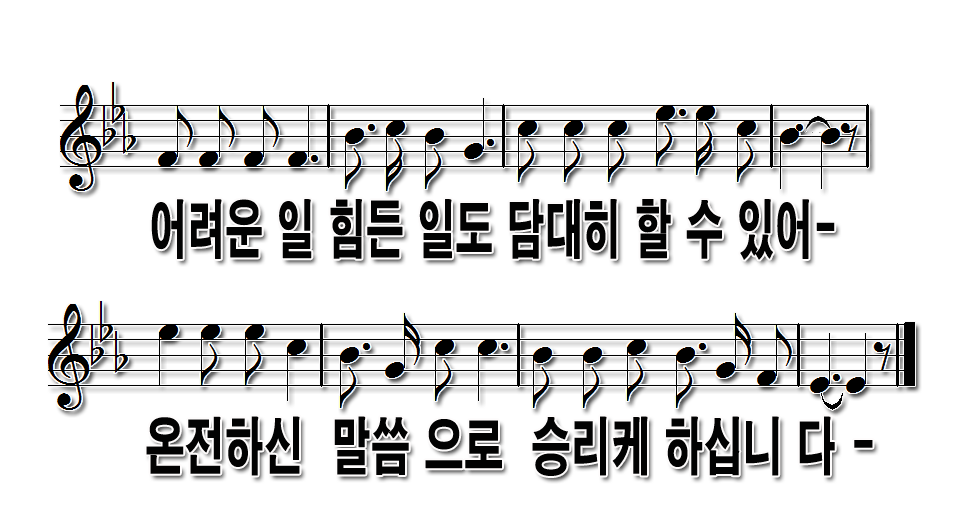 어려운 일 힘든 일도 담대히 할 수 있어-
온전하신 말씀 으로 승리케 하십니 다 -